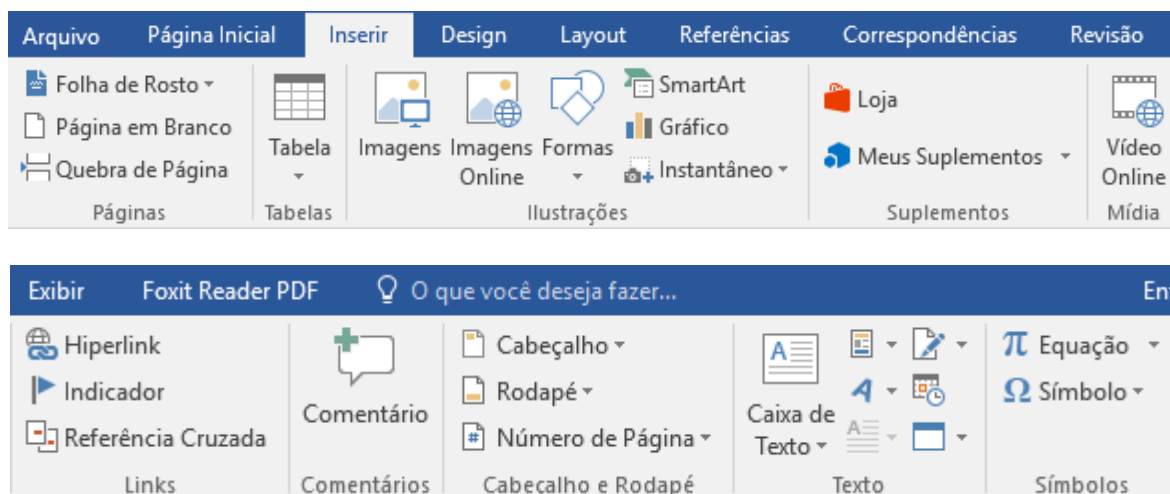 Arquivo Página Inicial Inserir Design Layout Referências Correspondências Revisão
Folha de Rosto
Página em Branco
Quebra de Página
Páginas
Tabela
Tabelas
Imagens
Imagens Online
Formas
SmartArt
Gráfico
Instantâneo
Ilustrações
Loja
Meus Suplementos
Suplementos
Vídeo
Online
Mídia
Exibir Foxit Reader PDF O que você deseja fazer... Ent
Hiperlink
Indicador
Referência Cruzada
Links
Comentário
Comentários
Cabeçalho
Rodapé
# Número de Página
Cabeçalho e Rodapé
A
Caixa de
Texto
A
A
Texto
π Equação
Ω Símbolo
Símbolos